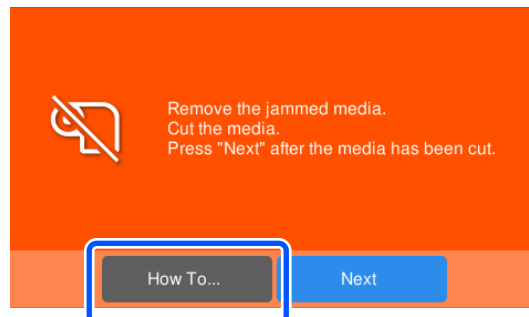 Remove the jammed media.
Cut the media.
Press "Next" after the media has been cut.
How To...
Next